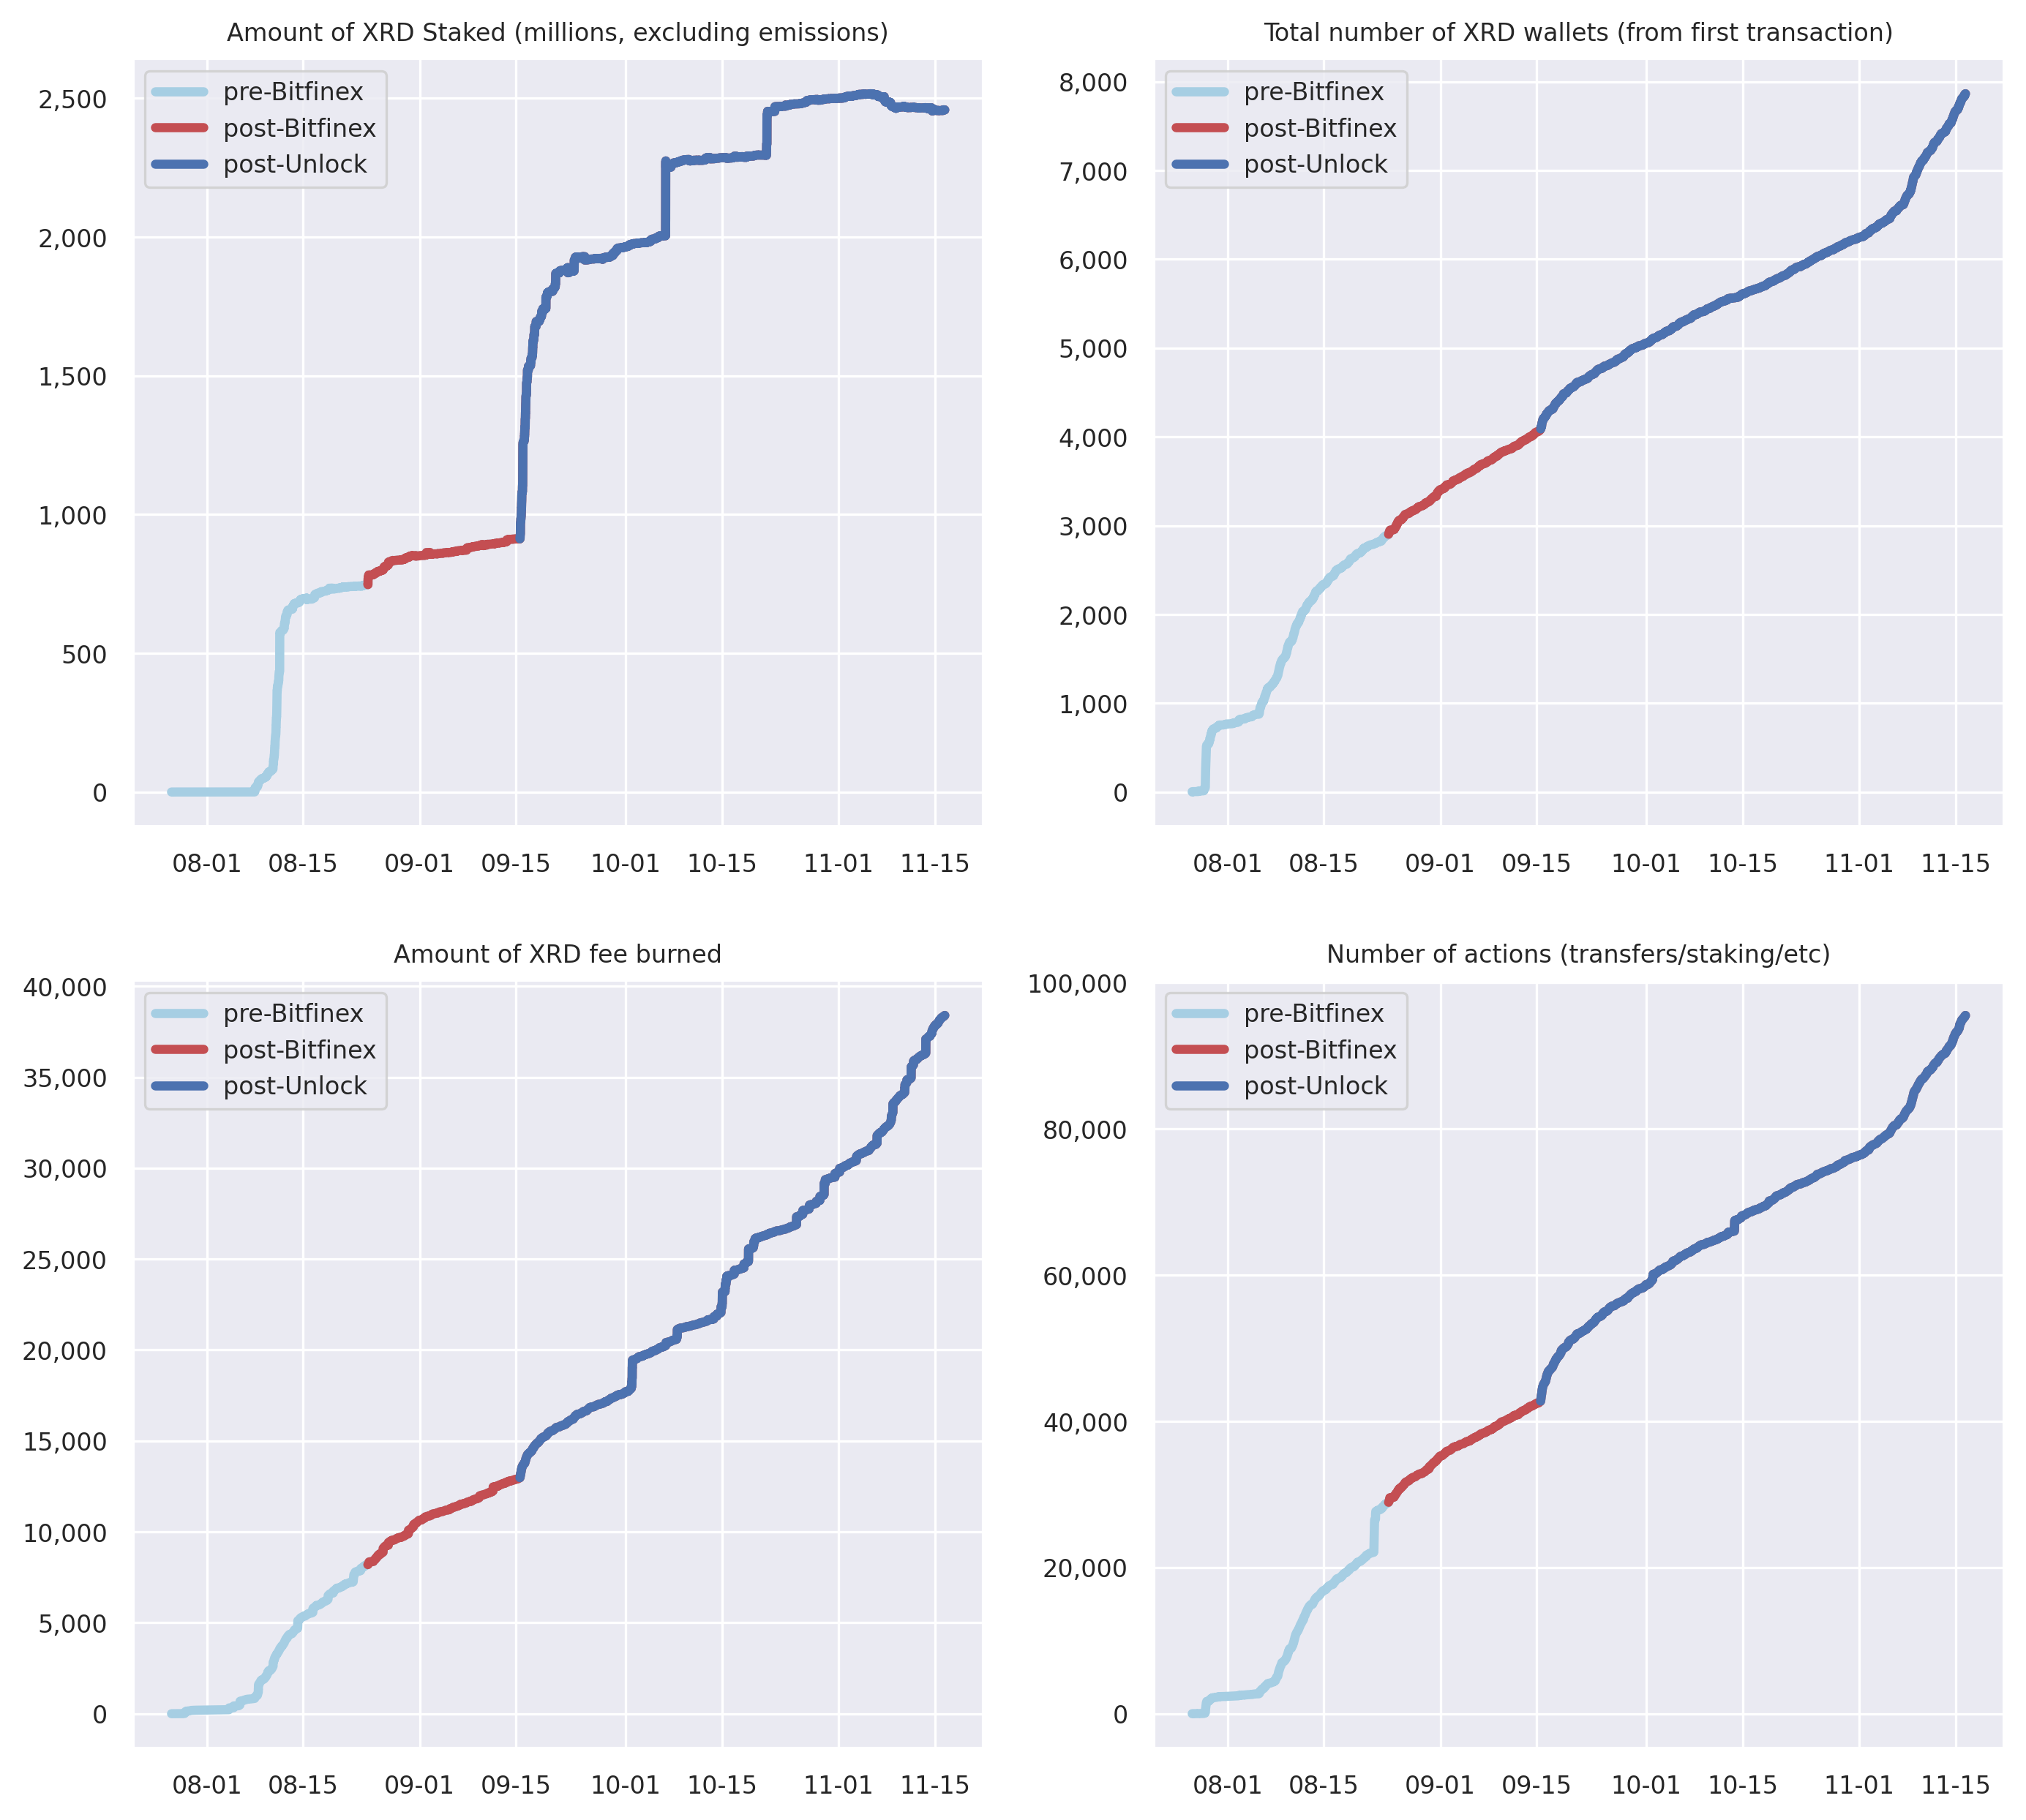 Amount of XRD Staked (millions, excluding emissions)
pre-Bitfinex
post-Bitfinex
post-Unlock
2,500
2,000
1,500
1,000
500
0
08-01 08-15 09-01 09-15 10-01 10-15 11-01 11-15
Total number of XRD wallets (from first transaction)
pre-Bitfinex
post-Bitfinex
post-Unlock
8,000
7,000
6,000
5,000
4,000
3,000
2,000
1,000
0
08-01 08-15 09-01 09-15 10-01 10-15 11-01 11-15
Amount of XRD fee burned
pre-Bitfinex
post-Bitfinex
post-Unlock
40,000
35,000
30,000
25,000
20,000
15,000
10,000
5,000
0
08-01 08-15 09-01 09-15 10-01 10-15 11-01 11-15
Number of actions (transfers/staking/etc)
pre-Bitfinex
post-Bitfinex
post-Unlock
100,000
80,000
60,000
40,000
20,000
0
08-01 08-15 09-01 09-15 10-01 10-15 11-01 11-15